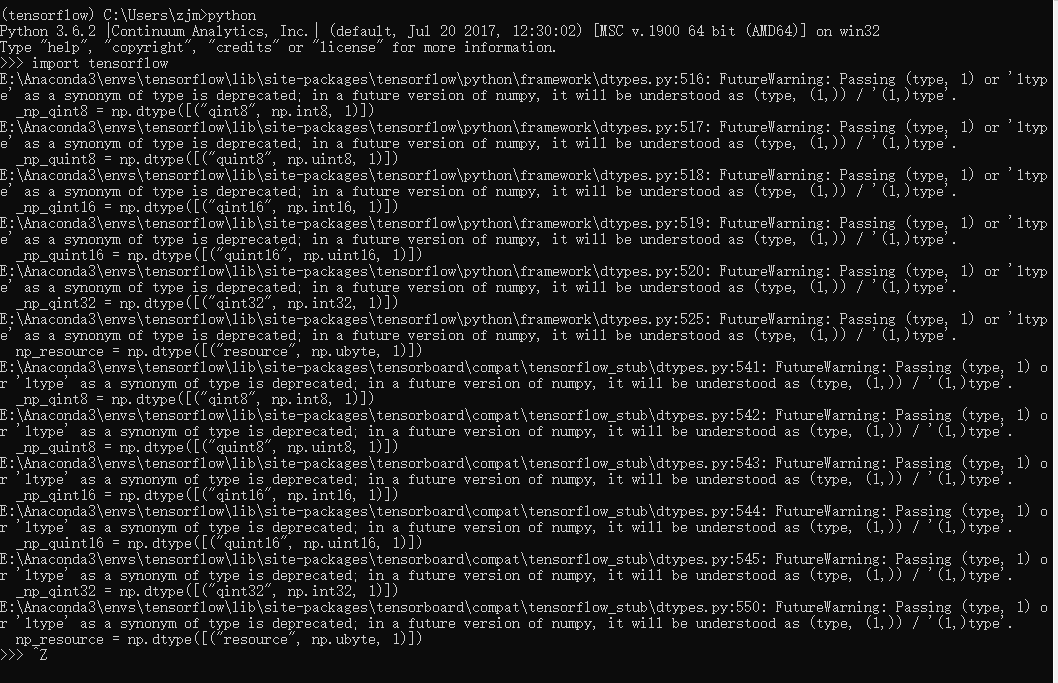 (tensorflow) C:\Users\zjm>python
Python 3.6.2 |Continuum Analytics, Inc.| (default, Jul 20 2017, 12:30:02) [MSC v.1900 64 bit (AMD64)] on win32
Type "help", "copyright", "credits" or "license" for more information.
>>> import tensorflow
E:\Anaconda3\envs\tensorflow\lib\site-packages\tensorflow\python\framework\dtypes.py:516: FutureWarning: Passing (type, 1) or '1typ
e' as a synonym of type is deprecated; in a future version of numpy, it will be understood as (type, (1,)) / '(1,)type'.
  _np_qint8 = np.dtype([("qint8", np.int8, 1)])
E:\Anaconda3\envs\tensorflow\lib\site-packages\tensorflow\python\framework\dtypes.py:517: FutureWarning: Passing (type, 1) or '1typ
e' as a synonym of type is deprecated; in a future version of numpy, it will be understood as (type, (1,)) / '(1,)type'.
  _np_quint8 = np.dtype([("quint8", np.uint8, 1)])
E:\Anaconda3\envs\tensorflow\lib\site-packages\tensorflow\python\framework\dtypes.py:518: FutureWarning: Passing (type, 1) or '1typ
e' as a synonym of type is deprecated; in a future version of numpy, it will be understood as (type, (1,)) / '(1,)type'.
  _np_qint16 = np.dtype([("qint16", np.int16, 1)])
E:\Anaconda3\envs\tensorflow\lib\site-packages\tensorflow\python\framework\dtypes.py:519: FutureWarning: Passing (type, 1) or '1typ
e' as a synonym of type is deprecated; in a future version of numpy, it will be understood as (type, (1,)) / '(1,)type'.
  _np_quint16 = np.dtype([("quint16", np.uint16, 1)])
E:\Anaconda3\envs\tensorflow\lib\site-packages\tensorflow\python\framework\dtypes.py:520: FutureWarning: Passing (type, 1) or '1typ
e' as a synonym of type is deprecated; in a future version of numpy, it will be understood as (type, (1,)) / '(1,)type'.
  _np_qint32 = np.dtype([("qint32", np.int32, 1)])
E:\Anaconda3\envs\tensorflow\lib\site-packages\tensorflow\python\framework\dtypes.py:525: FutureWarning: Passing (type, 1) or '1typ
e' as a synonym of type is deprecated; in a future version of numpy, it will be understood as (type, (1,)) / '(1,)type'.
  np_resource = np.dtype([("resource", np.ubyte, 1)])
E:\Anaconda3\envs\tensorflow\lib\site-packages\tensorboard\compat\tensorflow_stub\dtypes.py:541: FutureWarning: Passing (type, 1) o
r '1type' as a synonym of type is deprecated; in a future version of numpy, it will be understood as (type, (1,)) / '(1,)type'.
  _np_qint8 = np.dtype([("qint8", np.int8, 1)])
E:\Anaconda3\envs\tensorflow\lib\site-packages\tensorboard\compat\tensorflow_stub\dtypes.py:542: FutureWarning: Passing (type, 1) o
r '1type' as a synonym of type is deprecated; in a future version of numpy, it will be understood as (type, (1,)) / '(1,)type'.
  _np_quint8 = np.dtype([("quint8", np.uint8, 1)])
E:\Anaconda3\envs\tensorflow\lib\site-packages\tensorboard\compat\tensorflow_stub\dtypes.py:543: FutureWarning: Passing (type, 1) o
r '1type' as a synonym of type is deprecated; in a future version of numpy, it will be understood as (type, (1,)) / '(1,)type'.
  _np_qint16 = np.dtype([("qint16", np.int16, 1)])
E:\Anaconda3\envs\tensorflow\lib\site-packages\tensorboard\compat\tensorflow_stub\dtypes.py:544: FutureWarning: Passing (type, 1) o
r '1type' as a synonym of type is deprecated; in a future version of numpy, it will be understood as (type, (1,)) / '(1,)type'.
  _np_quint16 = np.dtype([("quint16", np.uint16, 1)])
E:\Anaconda3\envs\tensorflow\lib\site-packages\tensorboard\compat\tensorflow_stub\dtypes.py:545: FutureWarning: Passing (type, 1) o
r '1type' as a synonym of type is deprecated; in a future version of numpy, it will be understood as (type, (1,)) / '(1,)type'.
  _np_qint32 = np.dtype([("qint32", np.int32, 1)])
E:\Anaconda3\envs\tensorflow\lib\site-packages\tensorboard\compat\tensorflow_stub\dtypes.py:550: FutureWarning: Passing (type, 1) o
r '1type' as a synonym of type is deprecated; in a future version of numpy, it will be understood as (type, (1,)) / '(1,)type'.
  np_resource = np.dtype([("resource", np.ubyte, 1)])
>>> ^Z